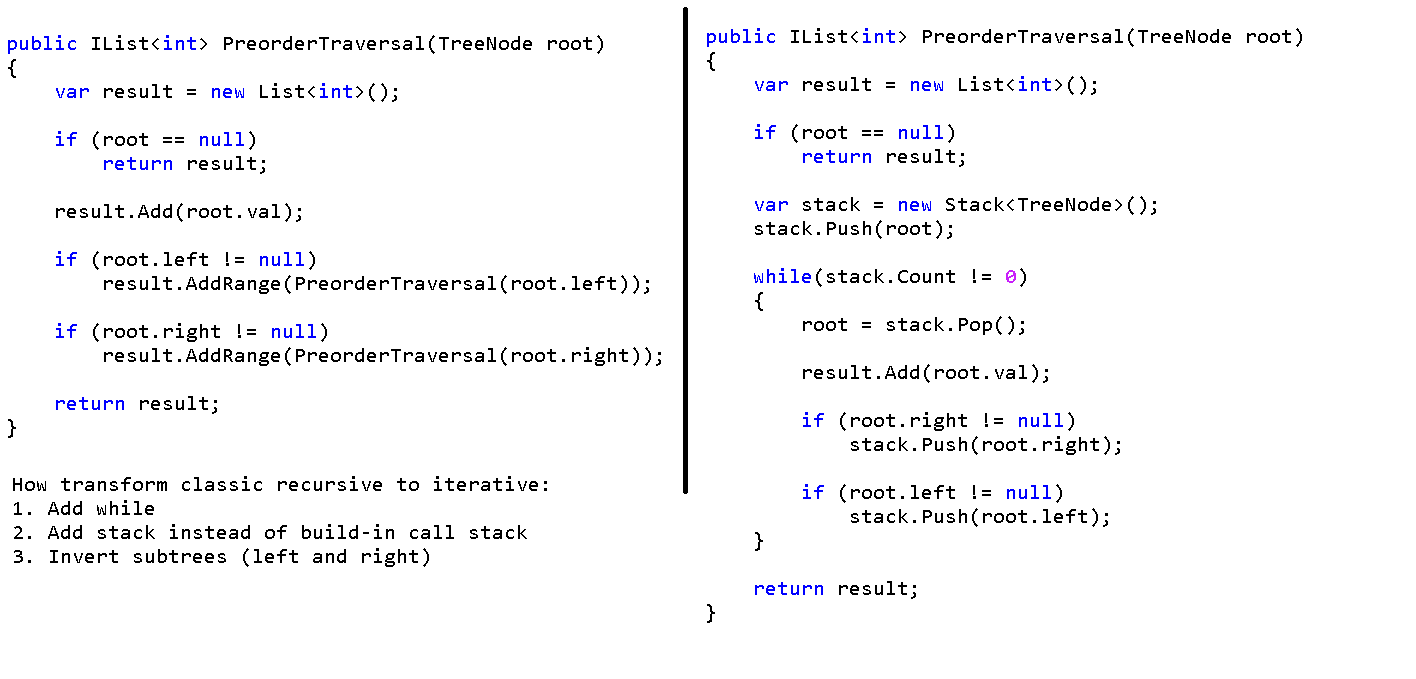 public IList<int> PreorderTraversal(TreeNode root)
{
    var result = new List<int>();

    if (root == null)
        return result;

    result.Add(root.val);

    if (root.left != null)
        result.AddRange(PreorderTraversal(root.left));

    if (root.right != null)
        result.AddRange(PreorderTraversal(root.right));

    return result;
}

How transform classic recursive to iterative:
1. Add while
2. Add stack instead of build-in call stack
3. Invert subtrees (left and right)

public IList<int> PreorderTraversal(TreeNode root)
{
    var result = new List<int>();

    if (root == null)
        return result;

    var stack = new Stack<TreeNode>();
    stack.Push(root);

    while(stack.Count != 0)
    {
        root = stack.Pop();

        result.Add(root.val);

        if (root.right != null)
            stack.Push(root.right);

        if (root.left != null)
            stack.Push(root.left);
    }

    return result;
}